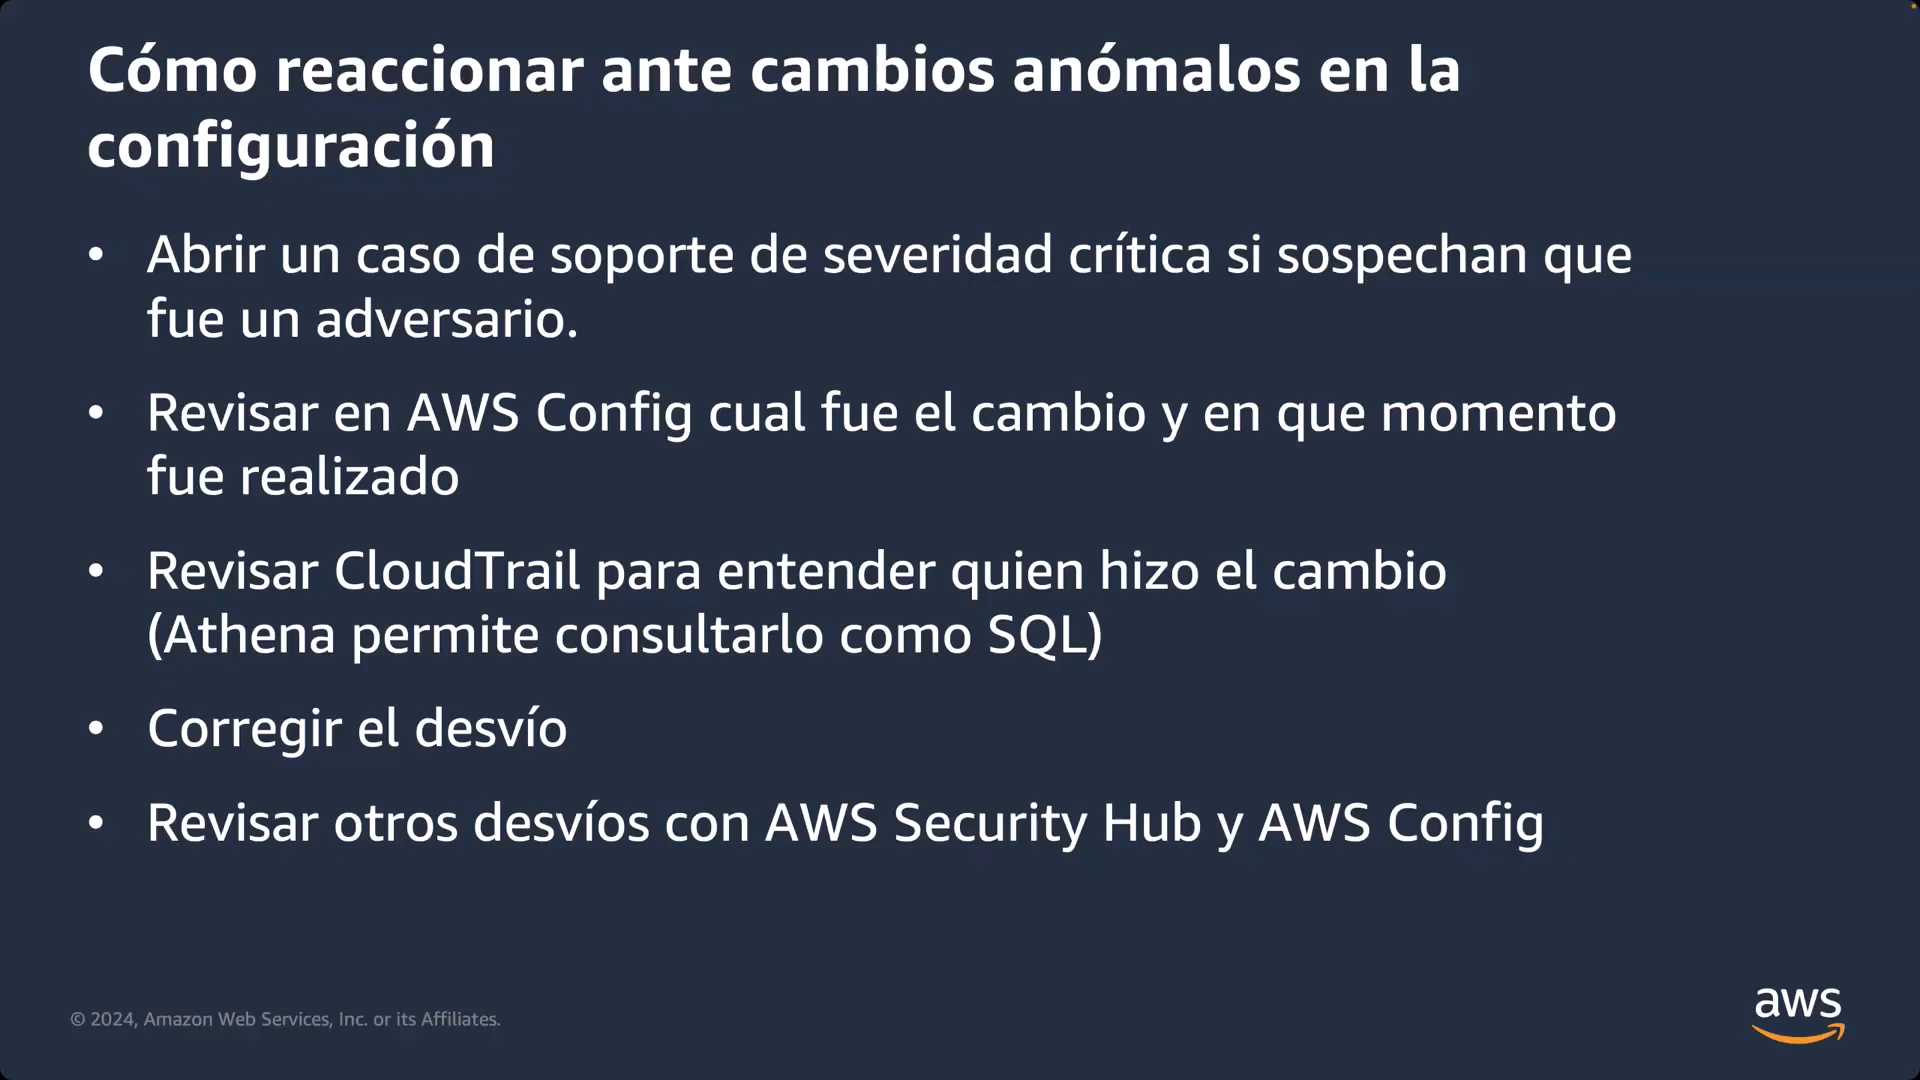 Cómo reaccionar ante cambios anómalos en la
configuración
• Abrir un caso de soporte de severidad crítica si sospechan que
fue un adversario.
• Revisar en AWS Config cual fue el cambio y en que momento
fue realizado
• Revisar CloudTrail para entender quien hizo el cambio
(Athena permite consultarlo como SQL)
• Corregir el desvío
• Revisar otros desvíos con AWS Security Hub y AWS Config
© 2024, Amazon Web Services, Inc. or its Affiliates.
aws